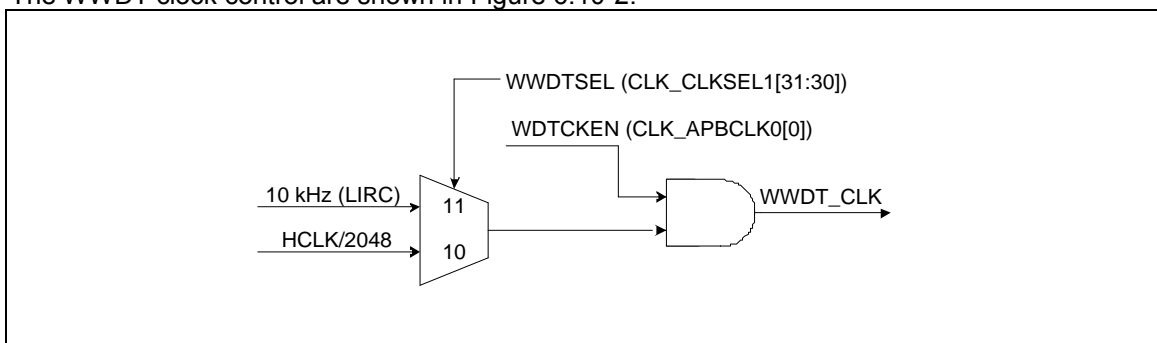 The WWDT clock control are shown in Figure 6.10-2.
WWDTSEL (CLK_CLKSEL1[31:30])
WDTCKEN (CLK_APBCLK0[0])
10 kHz (LIRC)
11
WWDT_CLK
HCLK/2048
10